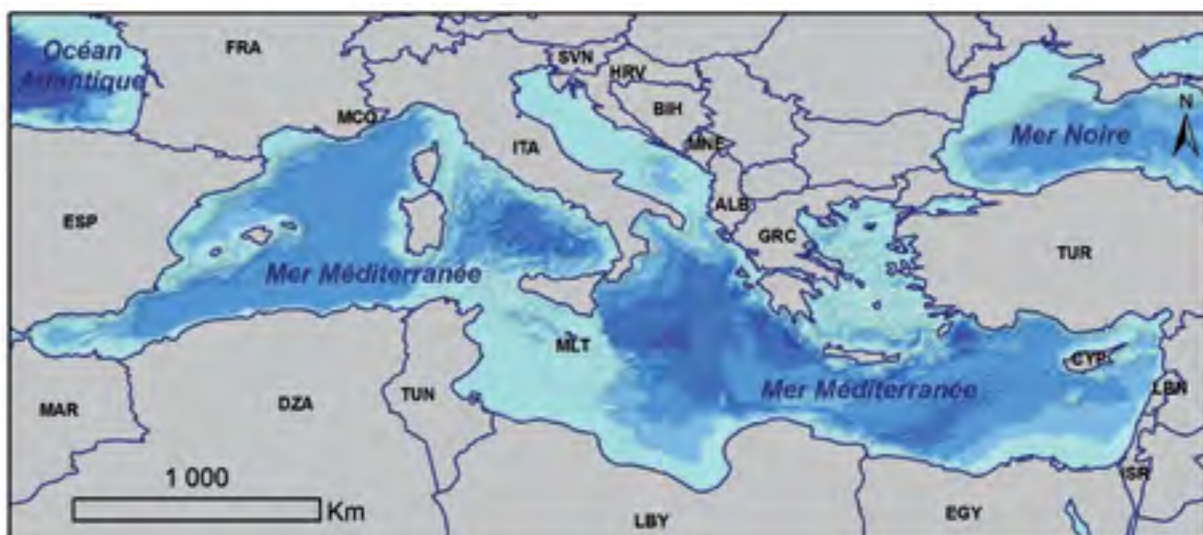 Océan
Atlantique
FRA
SVN
HRV
BIH
MCO
MNE
ITA
Mer Noire
N
ESP
ALB
GRC
TUR
Mer Méditerranée
MLT
CYP
Mer Méditerranée
LBN
MAR
DZA
TUN
ISR
1 000
Km
LBY
EGY